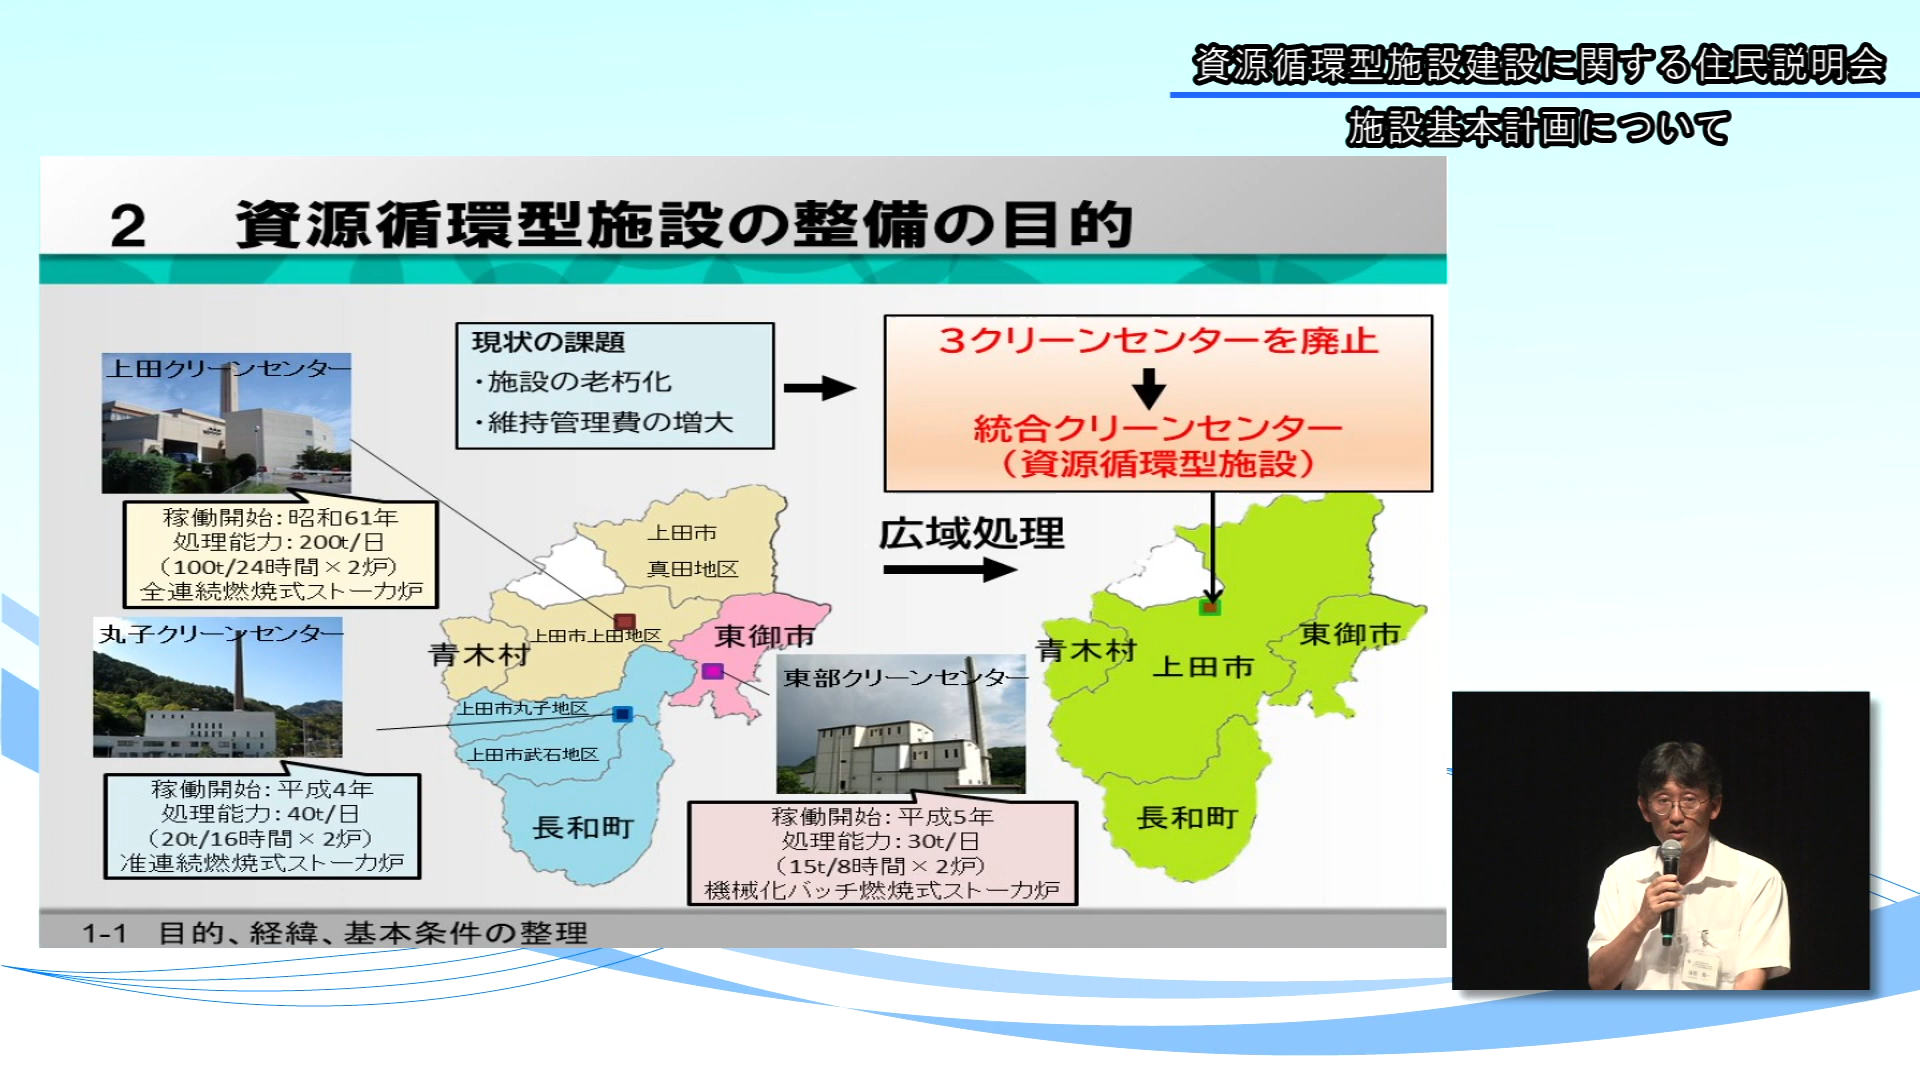 資源循環型施設建設に関する住民説明会
施設基本計画について
2 資源循環型施設の整備の目的
現状の課題
・施設の老朽化
・維持管理費の増大
3クリーンセンターを廃止
統合クリーンセンター
（資源循環型施設）
上田クリーンセンター
稼働開始：昭和61年
処理能力：200t/日
（100t/24時間×2炉）
全連続燃焼式ストーカ炉
丸子クリーンセンター
稼働開始：平成4年
処理能力：40t/日
（20t/16時間×2炉）
准連続燃焼式ストーカ炉
上田市
真田地区
上田市上田地区
青木村
東御市
上田市丸子地区
上田市武石地区
長和町
東部クリーンセンター
稼働開始：平成5年
処理能力：30t/日
（15t/8時間×2炉）
機械化バッチ燃焼式ストーカ炉
広域処理
青木村
上田市
東御市
長和町
1-1 目的、経緯、基本条件の整理